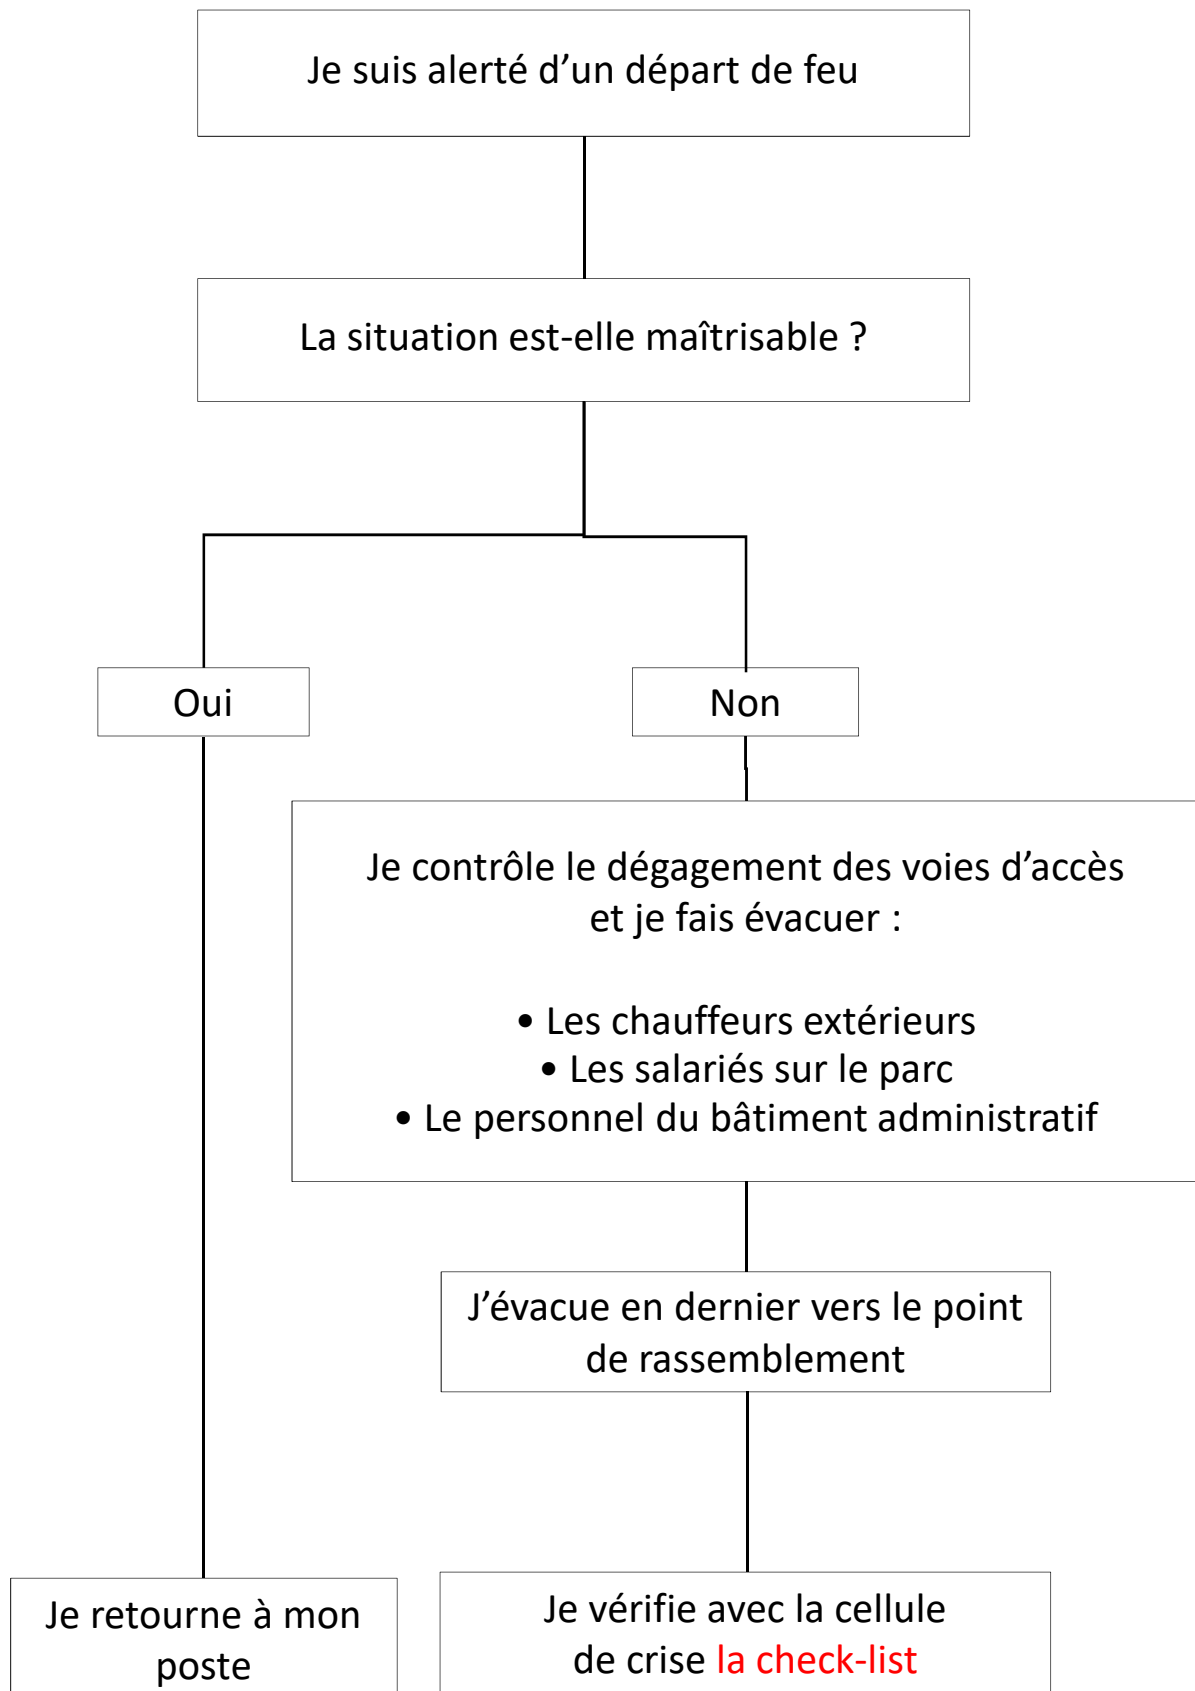 Je suis alerté d’un départ de feu
La situation est-elle maîtrisable ?
Oui
Non
Je contrôle le dégagement des voies d’accès
et je fais évacuer :
• Les chauffeurs extérieurs
• Les salariés sur le parc
• Le personnel du bâtiment administratif
J’évacue en dernier vers le point
de rassemblement
Je retourne à mon
poste
Je vérifie avec la cellule
de crise la check-list